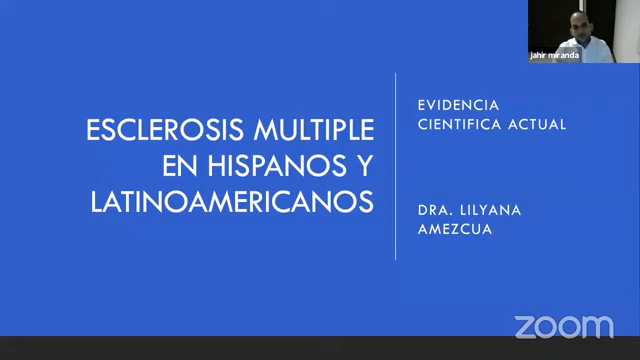 jahir miranda
ESCLEROSIS MULTIPLE
EN HISPANOS Y
LATINOAMERICANOS
EVIDENCIA
CIENTIFICA ACTUAL
DRA. LILYANA
AMEZCUA
zoom